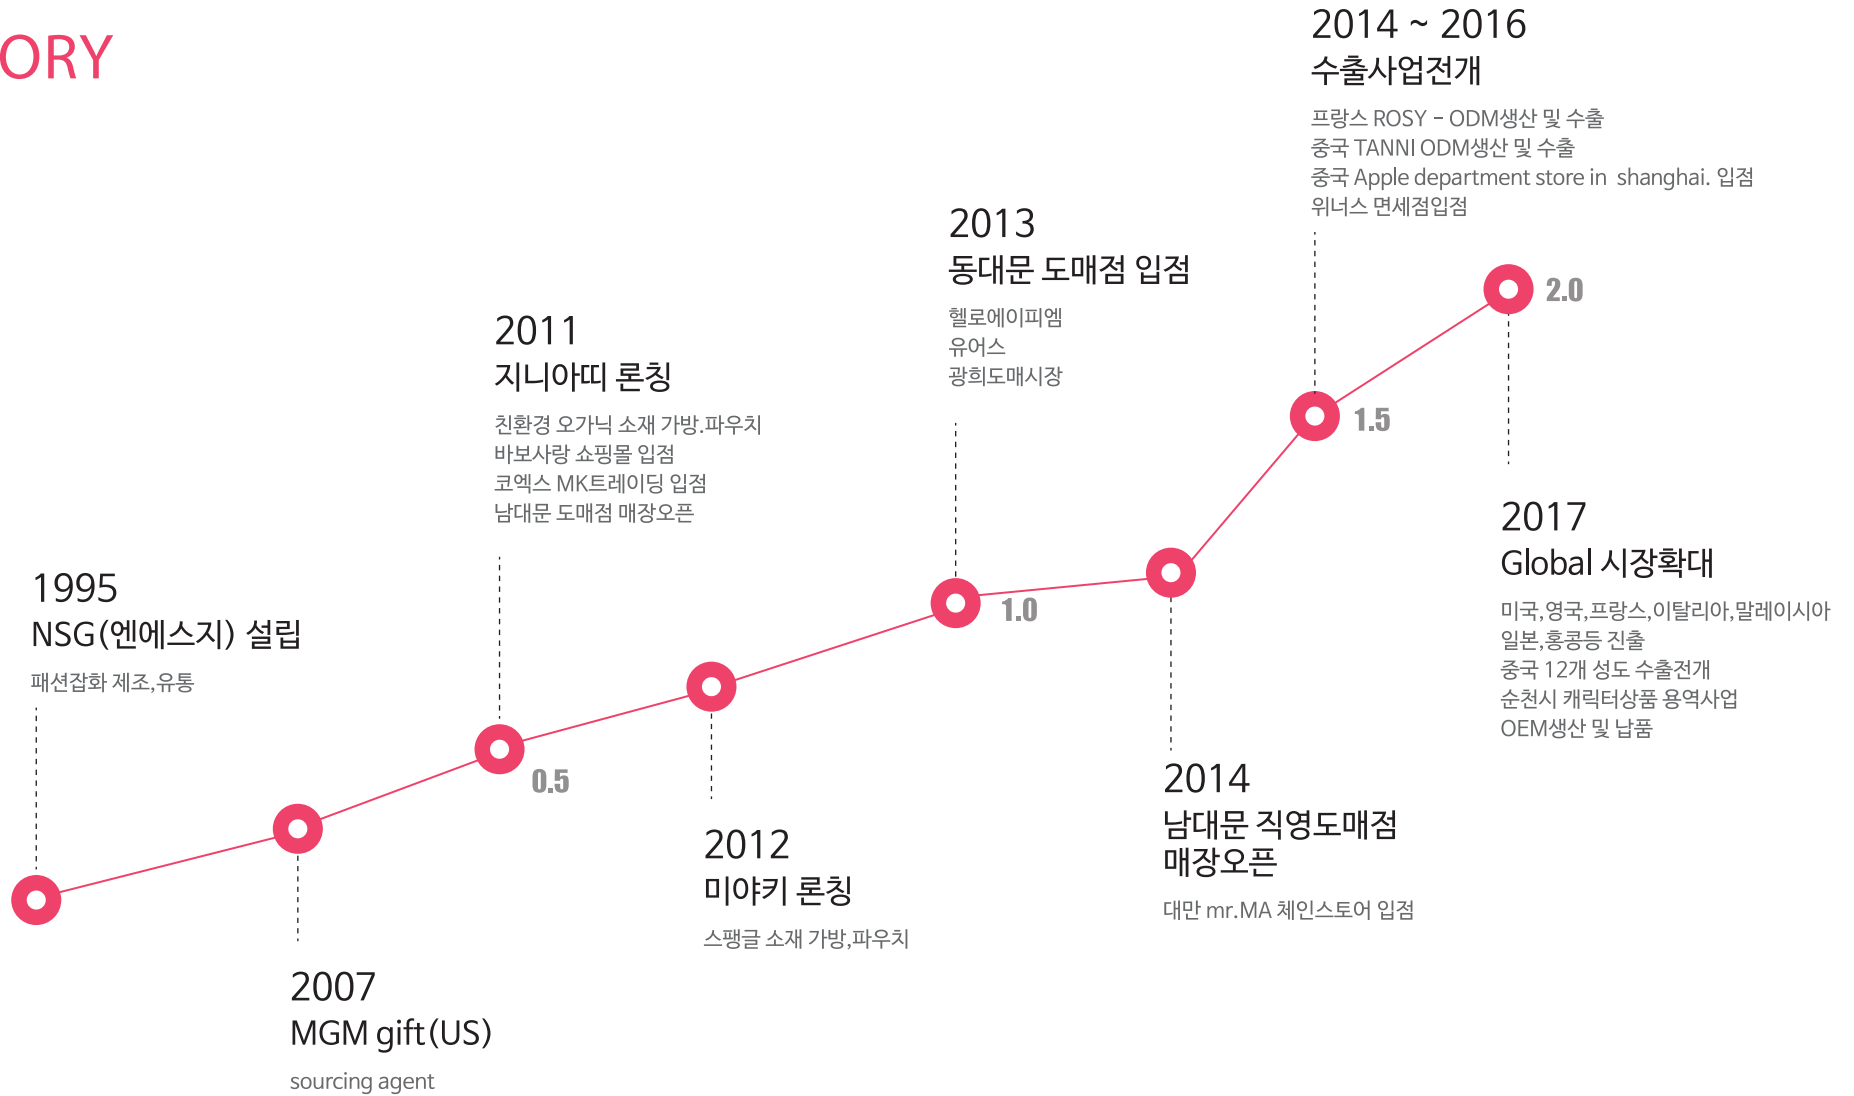 ORY
1995
NSG(엔에스지) 설립
패션잡화 제조,유통
2007
MGM gift(US)
sourcing agent
2011
지니아띠 론칭
친환경 오가닉 소재 가방.파우치
바보사랑 쇼핑몰 입점
코엑스 MK트레이딩 입점
남대문 도매점 매장오픈
0.5
2012
미야키 론칭
스팽글 소재 가방,파우치
2013
동대문 도매점 입점
헬로에이피엠
유어스
광희도매시장
1.0
2014
남대문 직영도매점
매장오픈
대만 mr.MA 체인스토어 입점
2014 ~ 2016
수출사업전개
프랑스 ROSY - ODM생산 및 수출
중국 TANNI ODM생산 및 수출
중국 Apple department store in shanghai. 입점
위너스 면세점입점
1.5
2.0
2017
Global 시장확대
미국,영국,프랑스,이탈리아,말레이시아
일본,홍콩등 진출
중국 12개 성도 수출전개
순천시 캐릭터상품 용역사업
OEM생산 및 납품